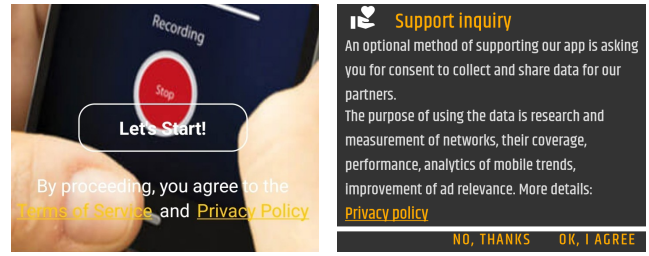 Recording
Stop
Let's Start!
By proceeding, you agree to the
Terms of Service and Privacy Policy
Support inquiry
An optional method of supporting our app is asking
you for consent to collect and share data for our
partners.
The purpose of using the data is research and
measurement of networks, their coverage,
performance, analytics of mobile trends,
improvement of ad relevance. More details:
Privacy policy
NO, THANKS OK, I AGREE